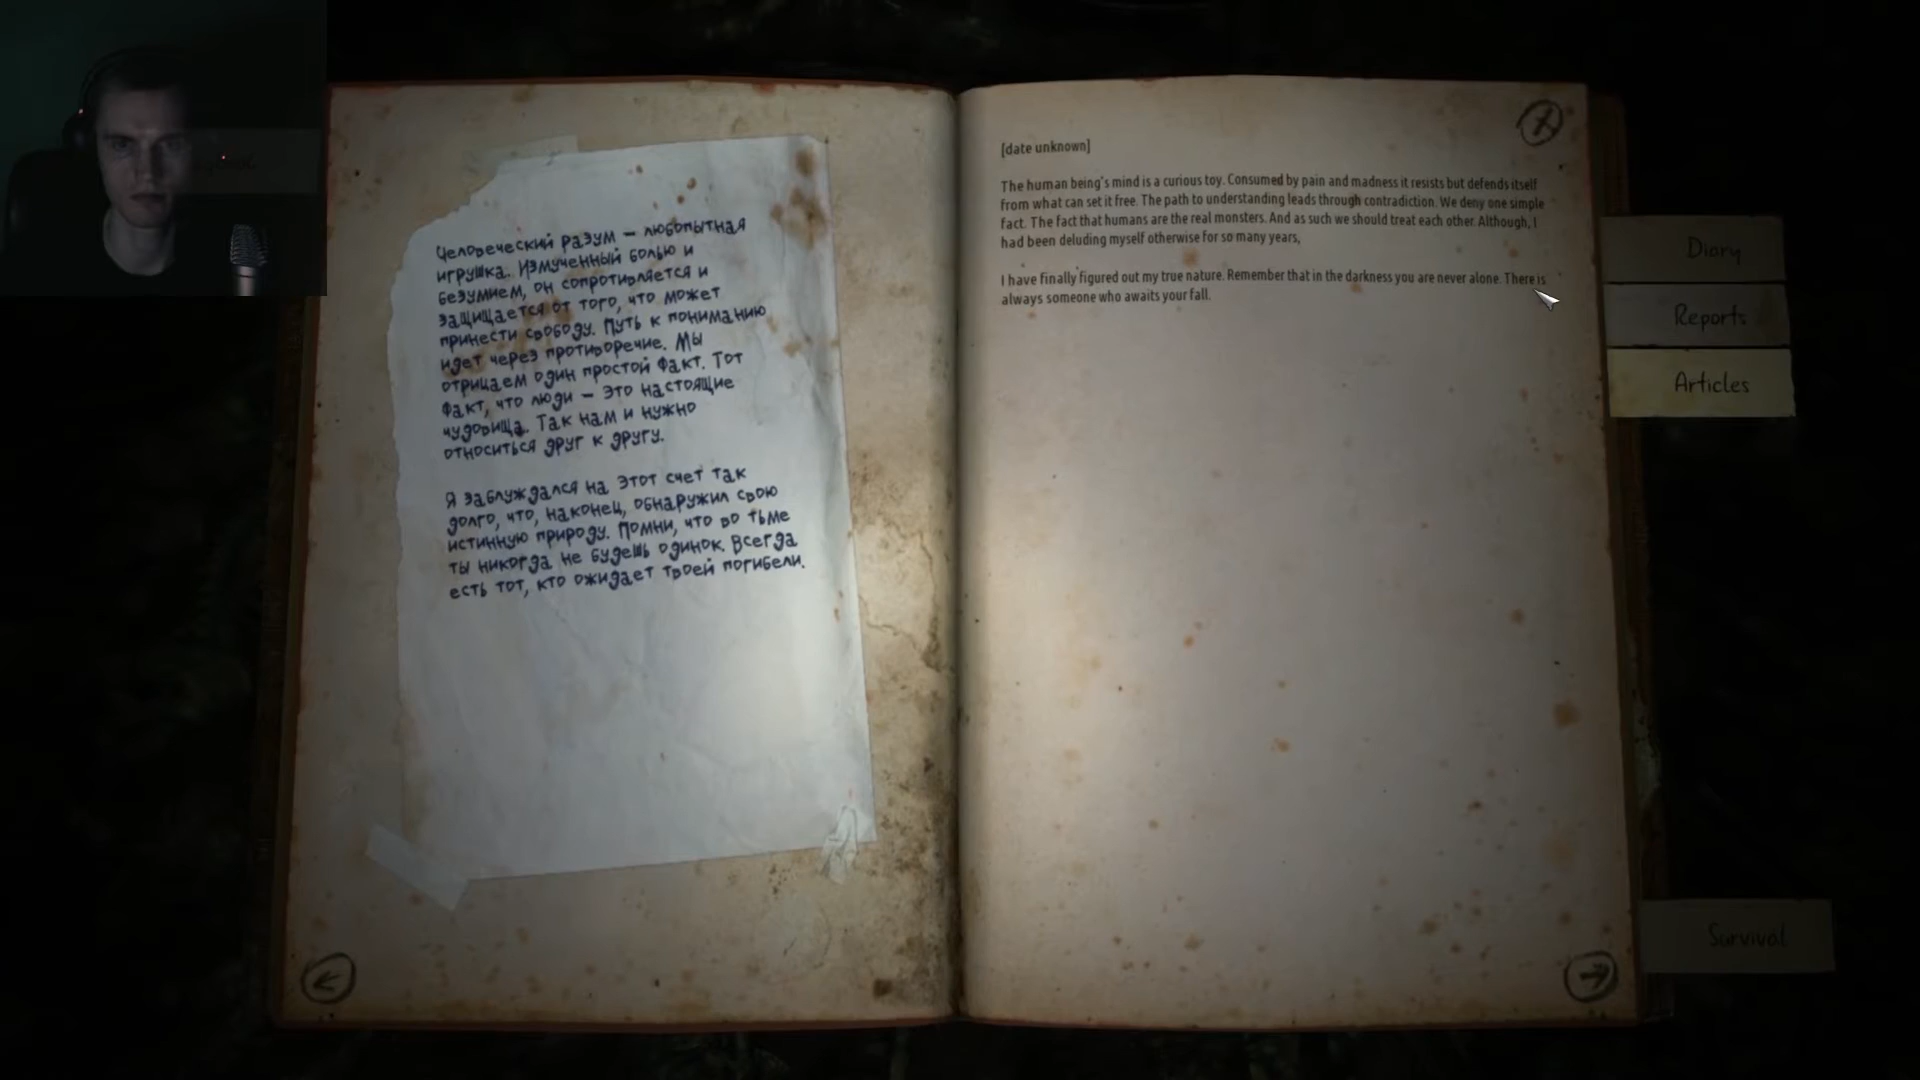 Человеческий разум – любопытная
игрушка. Измученный болью и
безумием, он сопротивляется и
защищается от того, что может
принести свободу. Путь к пониманию
идет через противоречие. Мы
отрицаем один простой факт. Тот
факт, что люди – это настоящие
чудовища. Так нам и нужно
относиться друг к другу.
Я заблуждался на этот счет так
долго, что, наконец, обнаружил свою
истинную природу. Помни, что во тьме
ты никогда не будешь одинок. Всегда
есть тот, кто ожидает твоей погибели.
[date unknown]
The human being's mind is a curious toy. Consumed by pain and madness it resists but defends itself
from what can set it free. The path to understanding leads through contradiction. We deny one simple
fact. The fact that humans are the real monsters. And as such we should treat each other. Although, I
had been deluding myself otherwise for so many years,
I have finally figured out my true nature. Remember that in the darkness you are never alone. There is
always someone who awaits your fall.
Diary
Reports
Articles
Survival